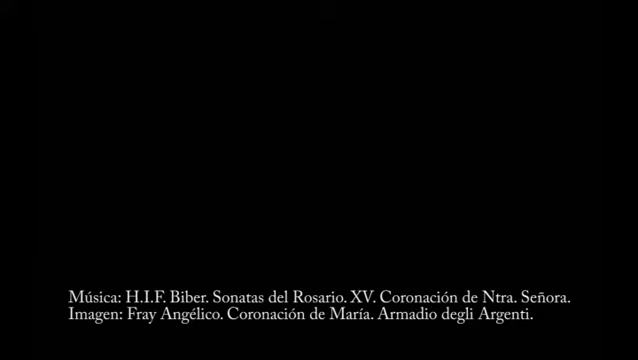 Música: H.I.F. Biber. Sonatas del Rosario. XV. Coronación de Ntra. Señora.
Imagen: Fray Angélico. Coronación de María. Armadio degli Argenti.